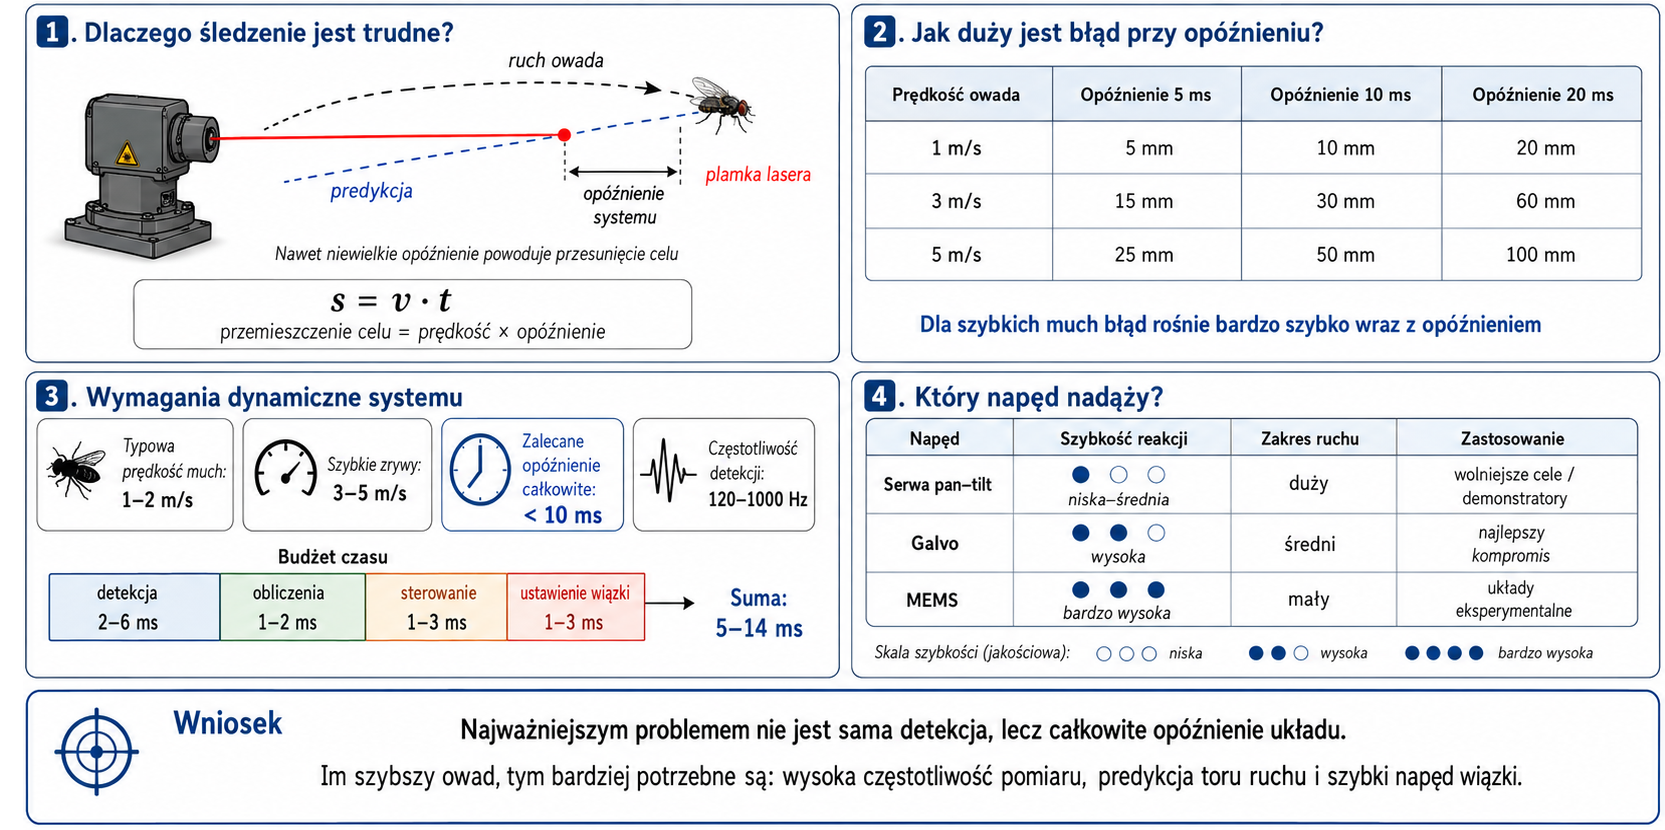 1. Dlaczego śledzenie jest trudne?
ruch owada
plamka lasera
predykcja
opóźnienie
systemu
Nawet niewielkie opóźnienie powoduje przesunięcie celu
s = v · t
przemieszczenie celu = prędkość × opóźnienie
2. Jak duży jest błąd przy opóźnieniu?
Prędkość owada Opóźnienie 5 ms Opóźnienie 10 ms Opóźnienie 20 ms
1 m/s 5 mm 10 mm 20 mm
3 m/s 15 mm 30 mm 60 mm
5 m/s 25 mm 50 mm 100 mm
Dla szybkich much błąd rośnie bardzo szybko wraz z opóźnieniem
3. Wymagania dynamiczne systemu
Typowa
prędkość much:
1–2 m/s
Szybkie zrywy:
3–5 m/s
Zalecane
opóźnienie
całkowite:
< 10 ms
Częstotliwość
detekcji:
120–1000 Hz
Budżet czasu
detekcja
2–6 ms
obliczenia
1–2 ms
sterowanie
1–3 ms
ustawienie wiązki
1–3 ms
Suma:
5–14 ms
4. Który napęd nadąży?
Napęd Szybkość reakcji Zakres ruchu Zastosowanie
Serwa pan–tilt
niska–średnia
duży
wolniejsze cele /
demonstratory
Galvo
wysoka
średni
najlepszy
kompromis
MEMS
bardzo wysoka
mały
układy
eksperymentalne
Skala szybkości (jakościowa): niska wysoka bardzo wysoka
Wniosek
Najważniejszym problemem nie jest sama detekcja, lecz całkowite opóźnienie układu.
Im szybszy owad, tym bardziej potrzebne są: wysoka częstotliwość pomiaru, predykcja toru ruchu i szybki napęd wiązki.